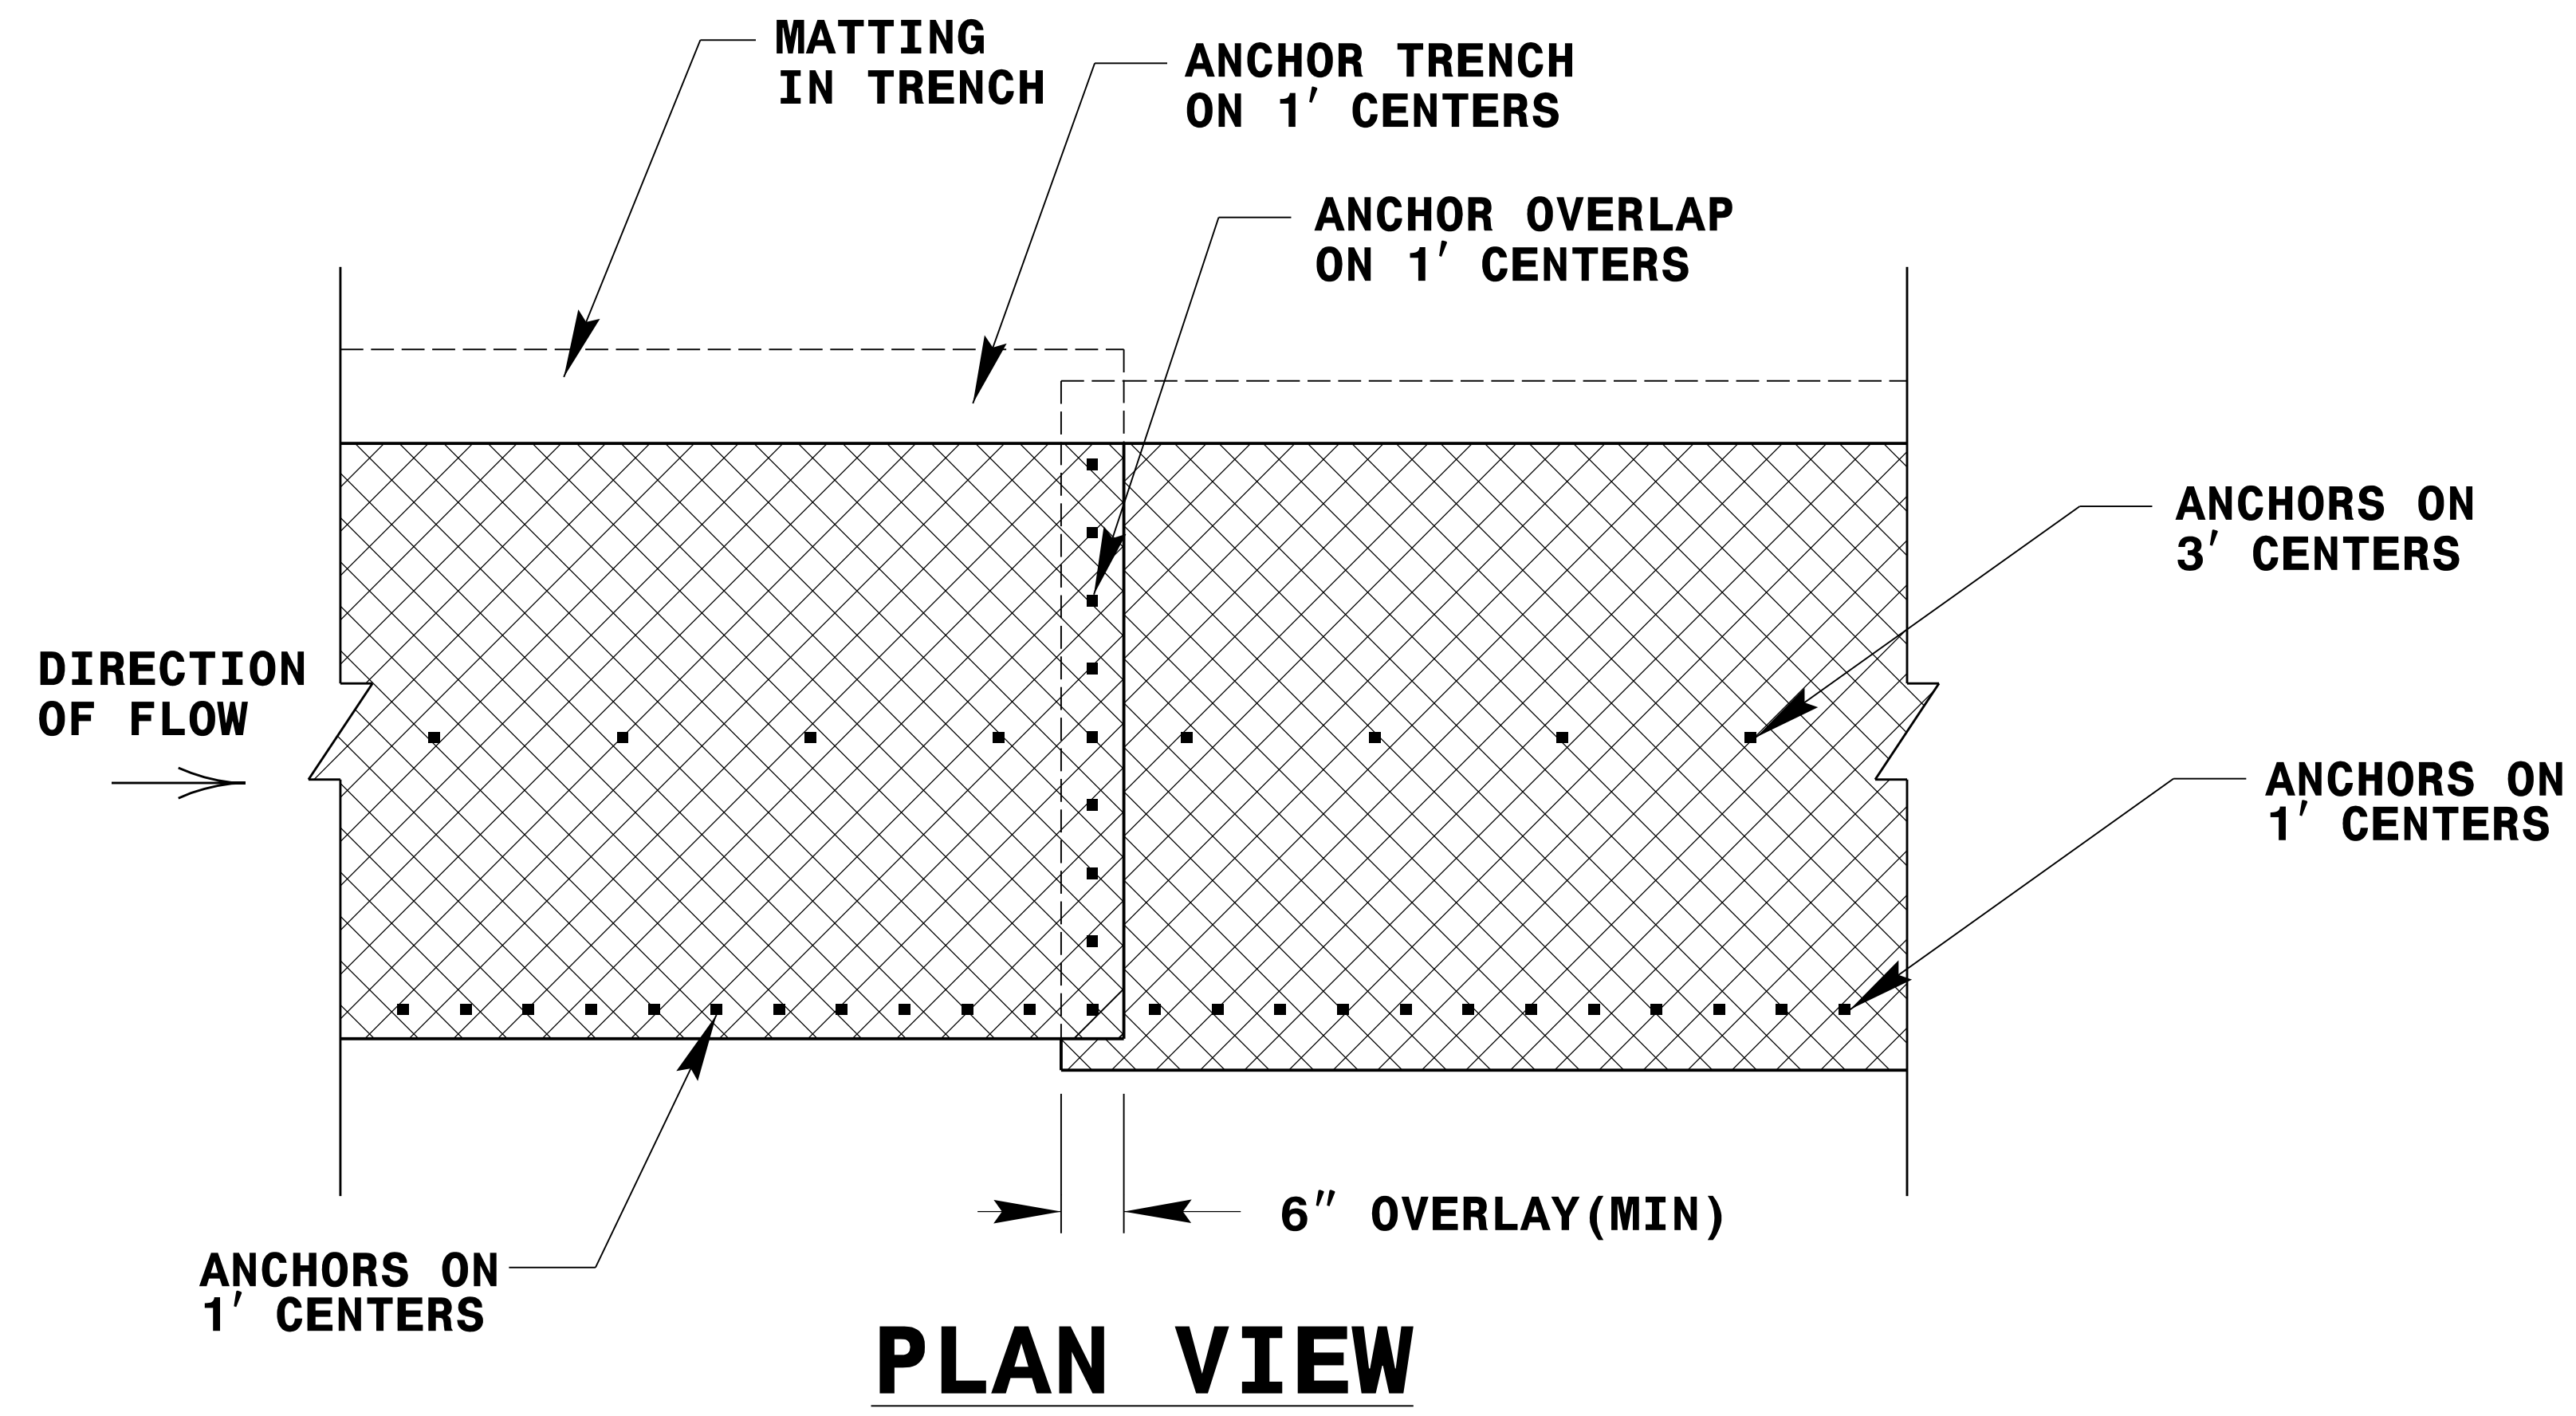 MATTING
IN TRENCH
ANCHOR TRENCH
ON 1' CENTERS
ANCHOR OVERLAP
ON 1' CENTERS
ANCHORS ON
3' CENTERS
DIRECTION
OF FLOW
ANCHORS ON
1' CENTERS
6" OVERLAY(MIN)
ANCHORS ON
1' CENTERS
PLAN VIEW